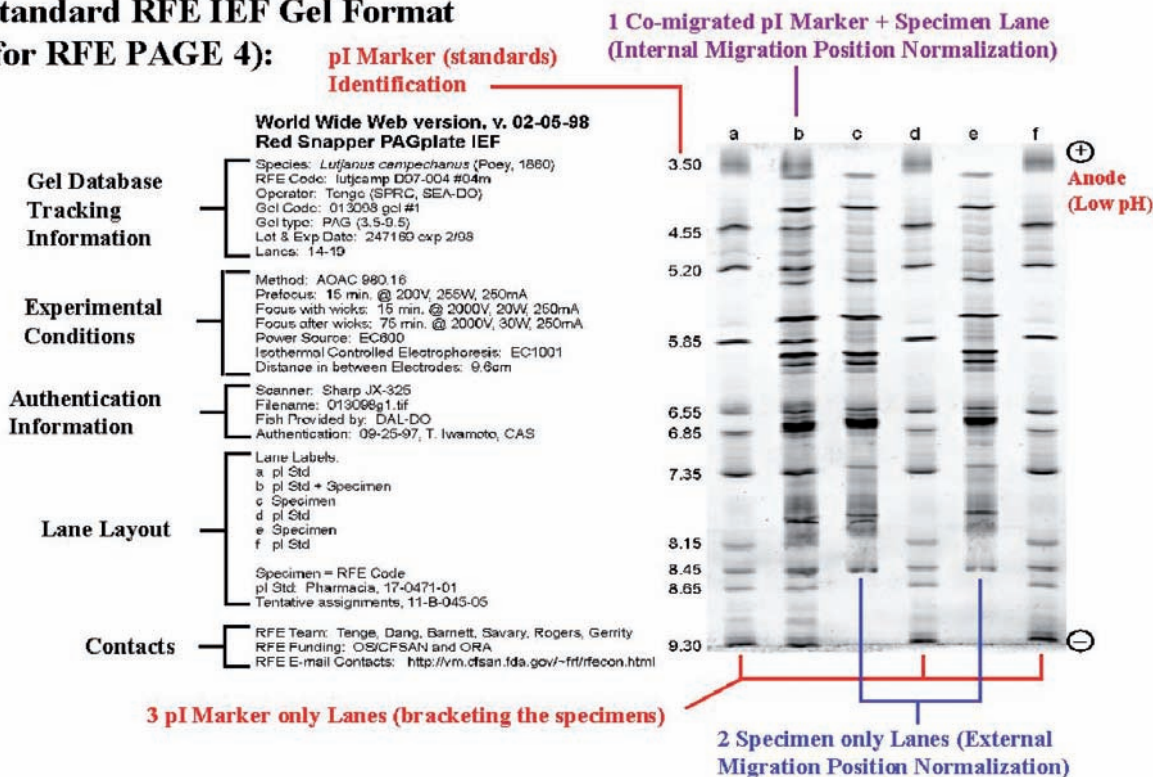 tandard RFE IEF Gel Format
for RFE PAGE 4):
pI Marker (standards)
Identification
1 Co-migrated pI Marker + Specimen Lane
(Internal Migration Position Normalization)
World Wide Web version, v. 02-05-98
Red Snapper PAGplate IEF
Gel Database
Tracking
Information
Species: Lutjanus campechanus (Poey, 1860)
RFE Code: lutjcamp D07-004 #04m
Operator: Tenge (SPRC, SEA-DO)
Gel Code: 013098 gel #1
Gel type: PAG (3.5-9.5)
Lot & Exp Date: 247160 exp 2/98
Lanes: 14-19
Experimental
Conditions
Method: AOAC 980.16
Prefocus: 15 min. @ 200V, 255W, 250mA
Focus with wicks: 15 min. @ 2000V, 20W, 250mA
Focus after wicks: 75 min. @ 2000V, 30W, 250mA
Power Source: EC600
Isothermal Controlled Electrophoresis: EC1001
Distance in between Electrodes: 9.6cm
Authentication
Information
Scanner: Sharp JX-325
Filename: 013098g1.tif
Fish Provided by: DAL-DO
Authentication: 09-25-97, T. Iwamoto, CAS
Lane Layout
Lane Labels.
a pI Std
b pI Std + Specimen
c Specimen
d pI Std
e Specimen
f pI Std
Specimen = RFE Code
pI Std: Pharmacia, 17-0471-01
Tentative assignments, 11-B-045-05
Contacts
RFE Team: Tenge, Dang, Barnett, Savary, Rogers, Gerrity
RFE Funding: OS/CFSAN and ORA
RFE E-mail Contacts: http://vm.cfsan.fda.gov/~frf/rfecon.html
a b c d e f
3.50
4.55
5.20
5.85
6.55
6.85
7.35
8.15
8.45
8.65
9.30
+
Anode
(Low pH)
−
3 pI Marker only Lanes (bracketing the specimens)
2 Specimen only Lanes (External
Migration Position Normalization)